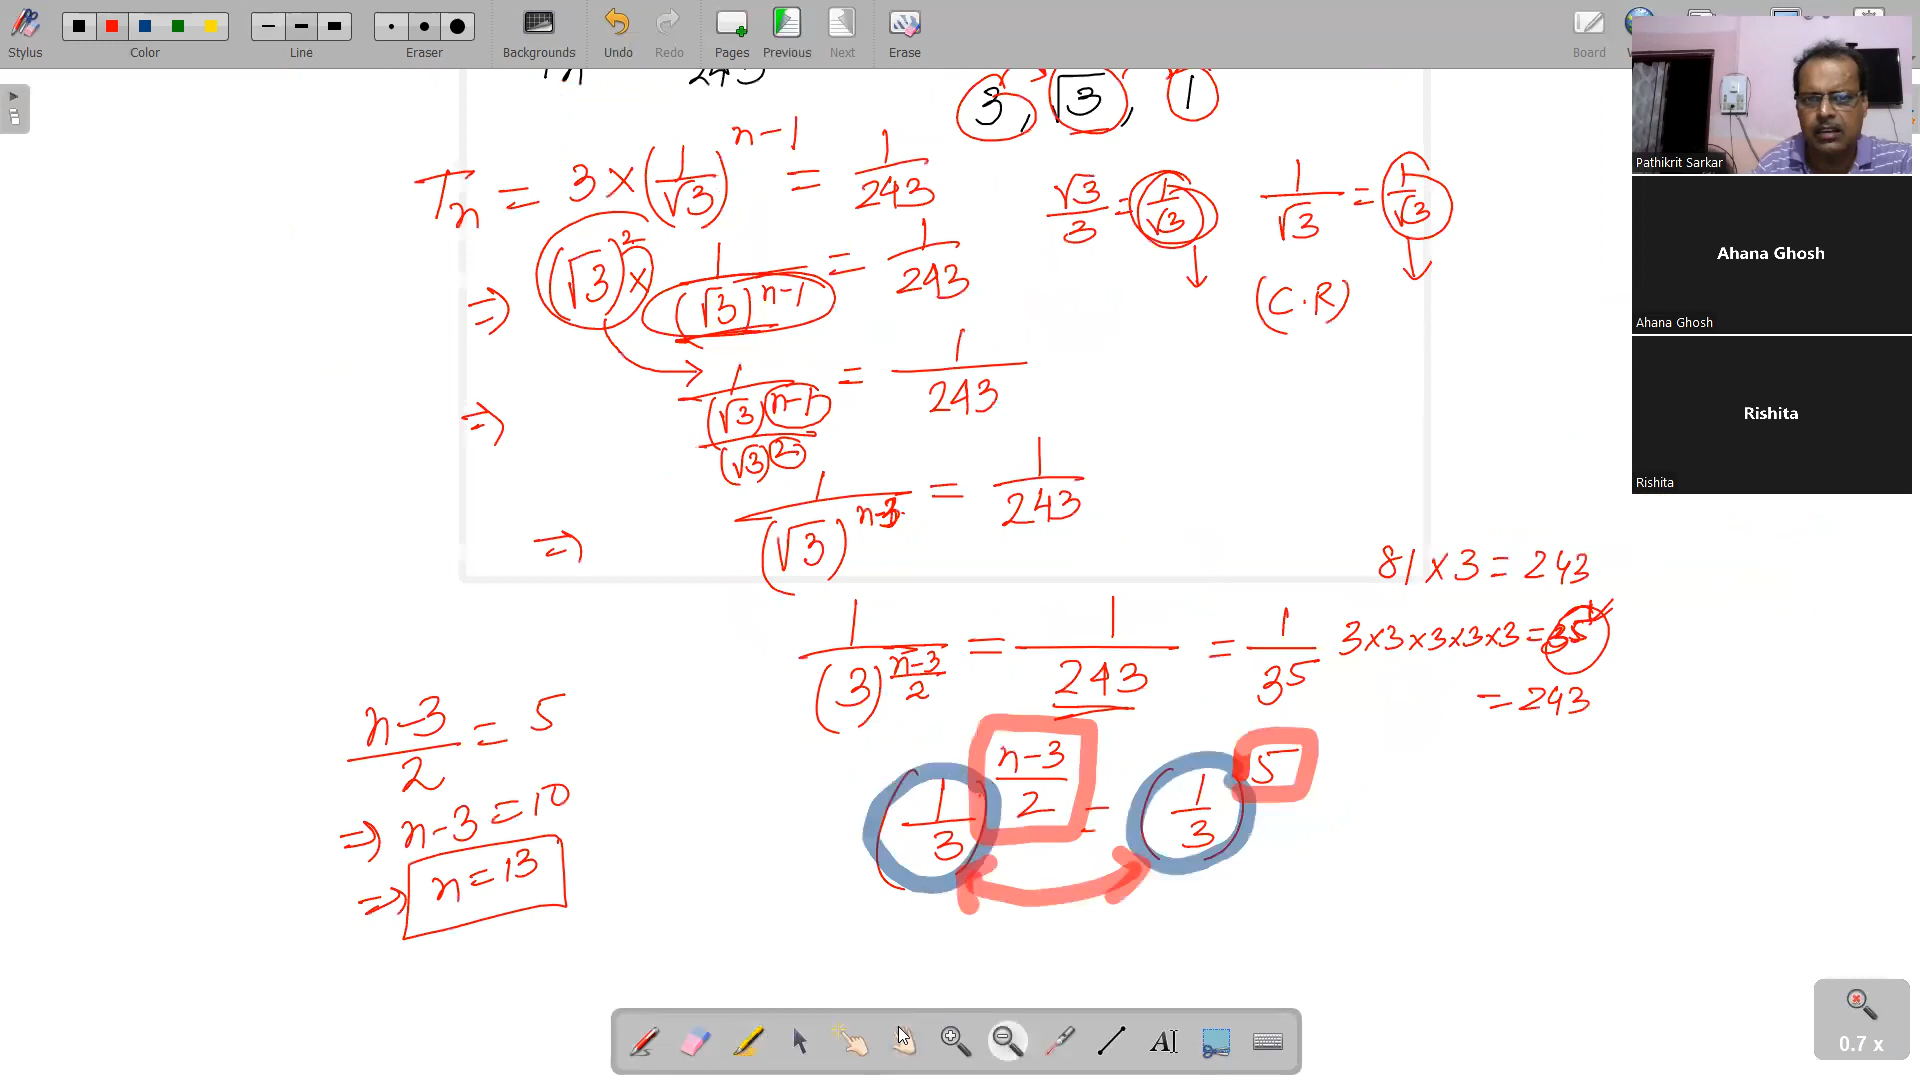 Stylus Color Line Eraser Backgrounds Undo Redo Pages Previous Next Erase Board
3, √3, 1
Tn = 3 × (1/√3)^n-1 = 1/243
√3/3 = 1/√3
1/√3 = 1/√3
⇒ (√3)^2 × 1/(√3)^n-1 = 1/243
(C.R)
⇒ 1/(√3)^(n-1)/(√3)^2 = 1/243
⇒ 1/(√3)^n-3 = 1/243
81 × 3 = 243
1/(3)^(n-3)/2 = 1/243 = 1/3^5
3×3×3×3×3 = 3^5
= 243
(n-3)/2 = 5
⇒ n-3 = 10
⇒ n = 13
(1/3)^(n-3)/2 = (1/3)^5
Pathikrit Sarkar
Ahana Ghosh
Ahana Ghosh
Rishita
Rishita
0.7 x